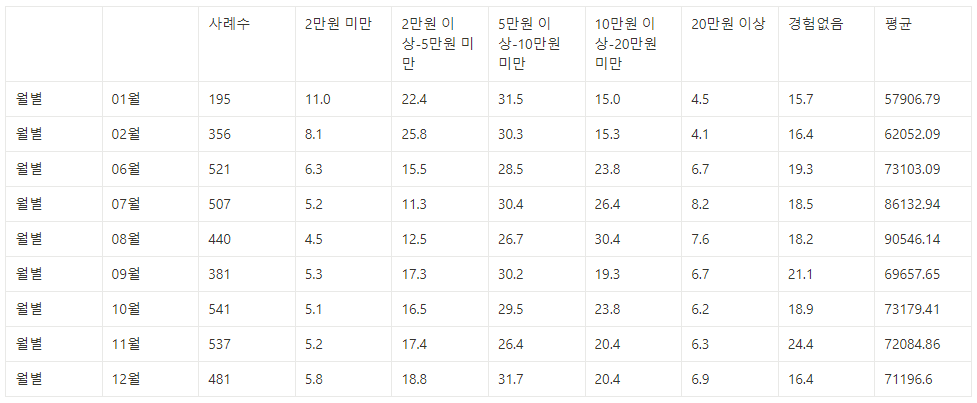 사례수 2만원 미만 2만원 이상-5만원 미만 5만원 이상-10만원 미만 10만원 이상-20만원 미만 20만원 이상 경험없음 평균
월별 01월 195 11.0 22.4 31.5 15.0 4.5 15.7 57906.79
월별 02월 356 8.1 25.8 30.3 15.3 4.1 16.4 62052.09
월별 06월 521 6.3 15.5 28.5 23.8 6.7 19.3 73103.09
월별 07월 507 5.2 11.3 30.4 26.4 8.2 18.5 86132.94
월별 08월 440 4.5 12.5 26.7 30.4 7.6 18.2 90546.14
월별 09월 381 5.3 17.3 30.2 19.3 6.7 21.1 69657.65
월별 10월 541 5.1 16.5 29.5 23.8 6.2 18.9 73179.41
월별 11월 537 5.2 17.4 26.4 20.4 6.3 24.4 72084.86
월별 12월 481 5.8 18.8 31.7 20.4 6.9 16.4 71196.6